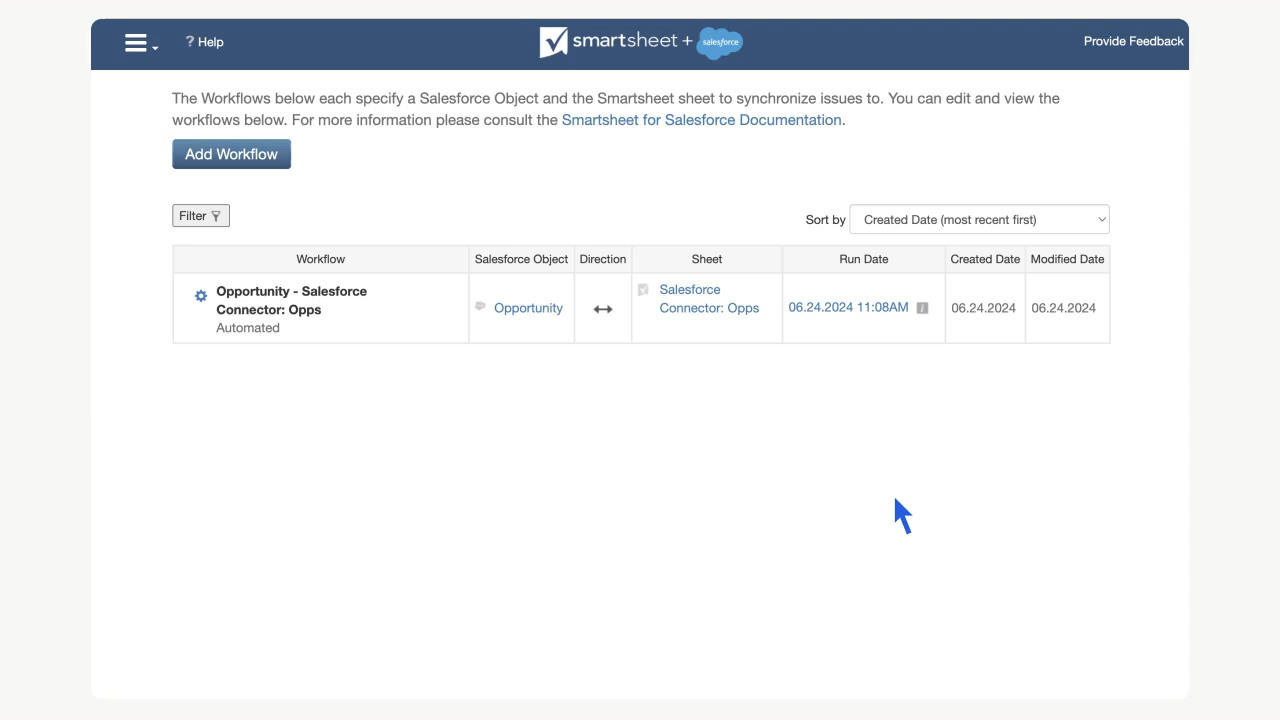 ? Help
smartsheet + salesforce
Provide Feedback
The Workflows below each specify a Salesforce Object and the Smartsheet sheet to synchronize issues to. You can edit and view the
workflows below. For more information please consult the Smartsheet for Salesforce Documentation.
Add Workflow
Filter
Sort by Created Date (most recent first)
Workflow Salesforce Object Direction Sheet Run Date Created Date Modified Date
Opportunity - Salesforce
Connector: Opps
Automated
Opportunity
Salesforce
Connector: Opps
06.24.2024 11:08AM i
06.24.2024
06.24.2024